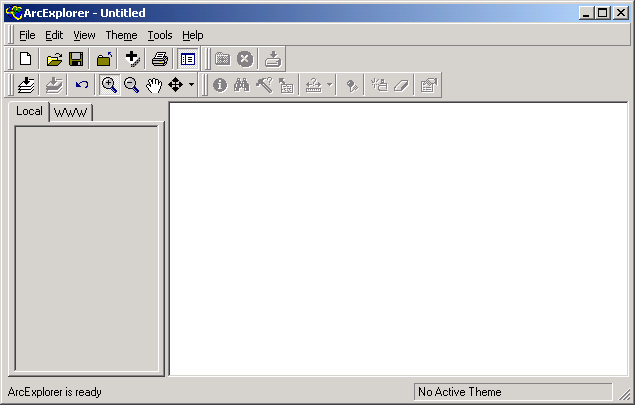 ArcExplorer - Untitled
File Edit View Theme Tools Help
Local WWW
ArcExplorer is ready No Active Theme